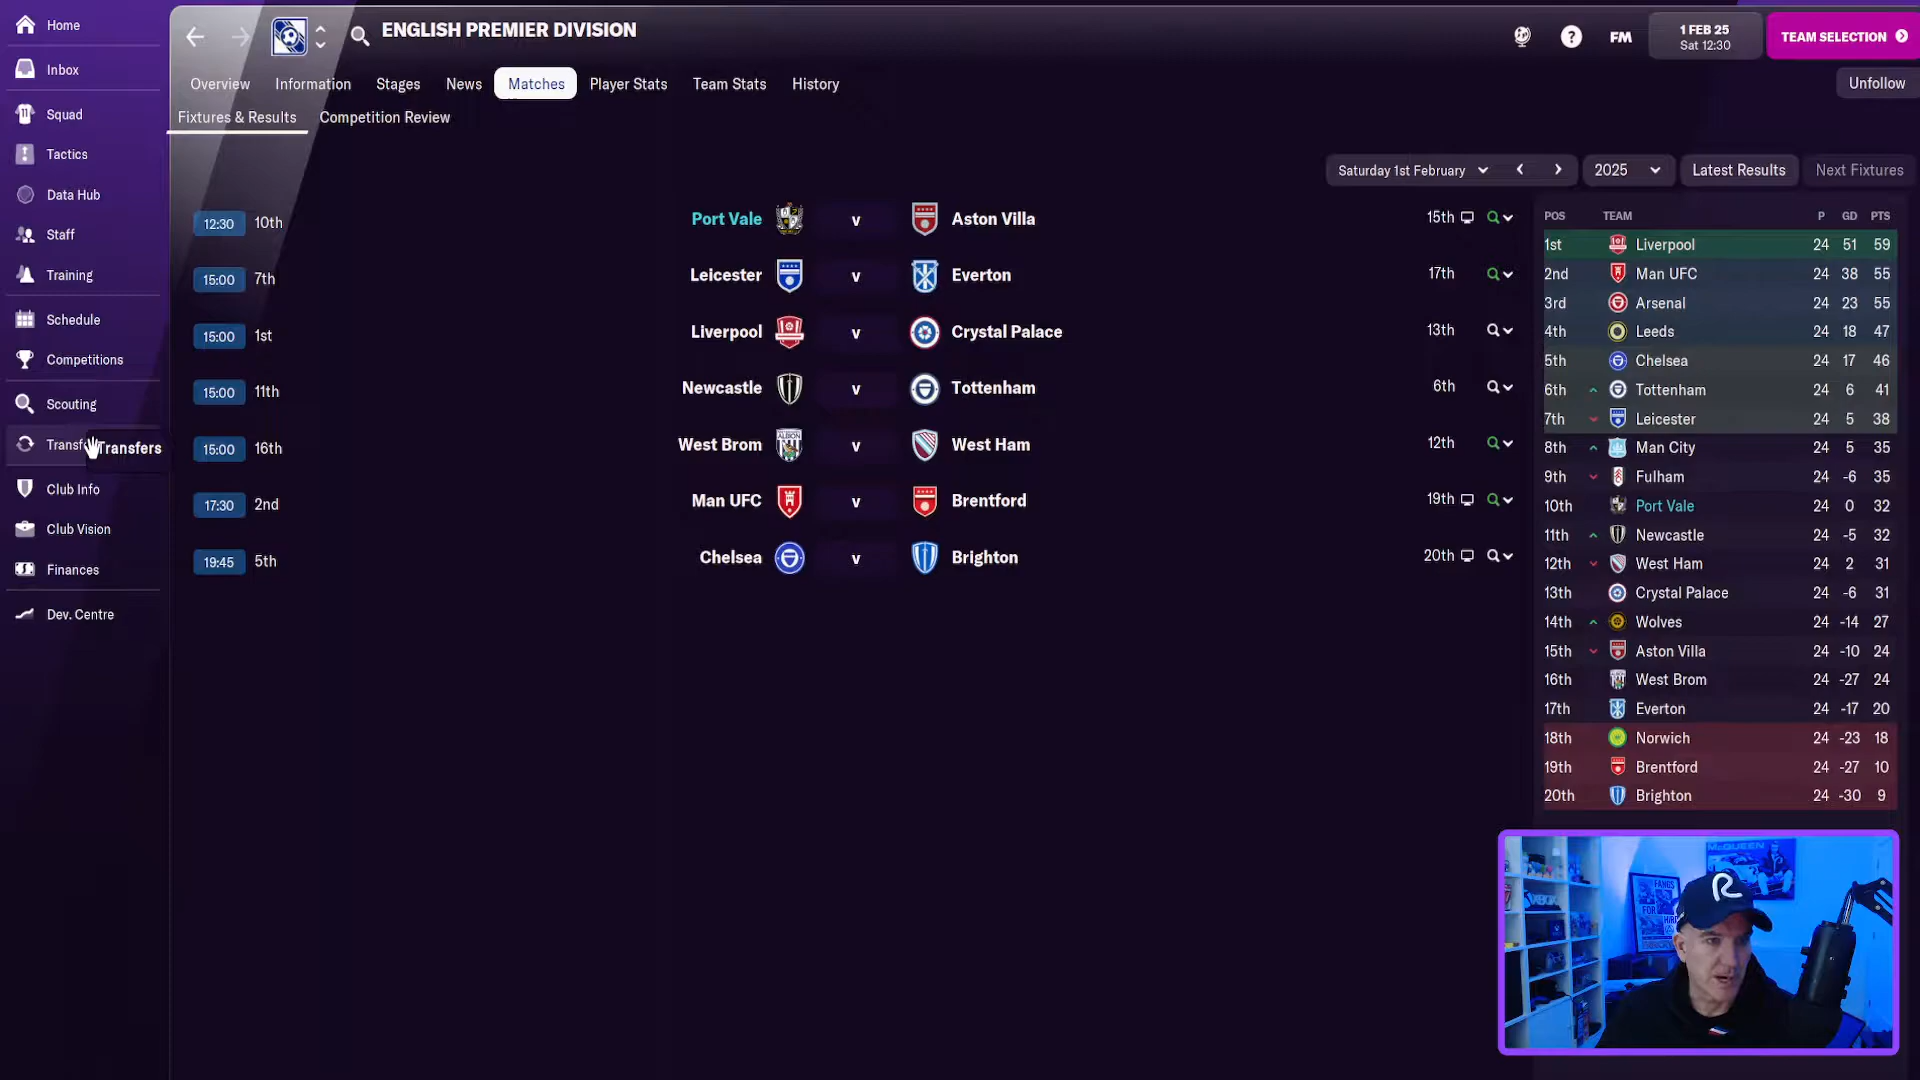 Home
Inbox
Squad
Tactics
Data Hub
Staff
Training
Schedule
Competitions
Scouting
Transfers
Club Info
Club Vision
Finances
Dev. Centre
ENGLISH PREMIER DIVISION
FM
1 FEB 25
Sat 12:30
TEAM SELECTION
Overview Information Stages News Matches Player Stats Team Stats History
Unfollow
Fixtures & Results Competition Review
Saturday 1st February 2025 Latest Results Next Fixtures
12:30 10th Port Vale v Aston Villa 15th
15:00 7th Leicester v Everton 17th
15:00 1st Liverpool v Crystal Palace 13th
15:00 11th Newcastle v Tottenham 6th
15:00 16th West Brom v West Ham 12th
17:30 2nd Man UFC v Brentford 19th
19:45 5th Chelsea v Brighton 20th
POS TEAM P GD PTS
1st Liverpool 24 51 59
2nd Man UFC 24 38 55
3rd Arsenal 24 23 55
4th Leeds 24 18 47
5th Chelsea 24 17 46
6th Tottenham 24 6 41
7th Leicester 24 5 38
8th Man City 24 5 35
9th Fulham 24 -6 35
10th Port Vale 24 0 32
11th Newcastle 24 -5 32
12th West Ham 24 2 31
13th Crystal Palace 24 -6 31
14th Wolves 24 -14 27
15th Aston Villa 24 -10 24
16th West Brom 24 -27 24
17th Everton 24 -17 20
18th Norwich 24 -23 18
19th Brentford 24 -27 10
20th Brighton 24 -30 9
McQUEEN
FANGS
FOR
HIRE
XBOX
R